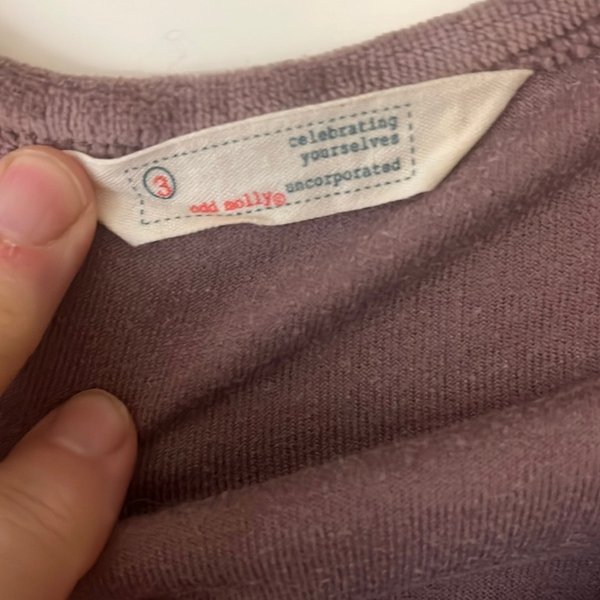 celebrating
yourselves
3
uncorporated
odd molly®